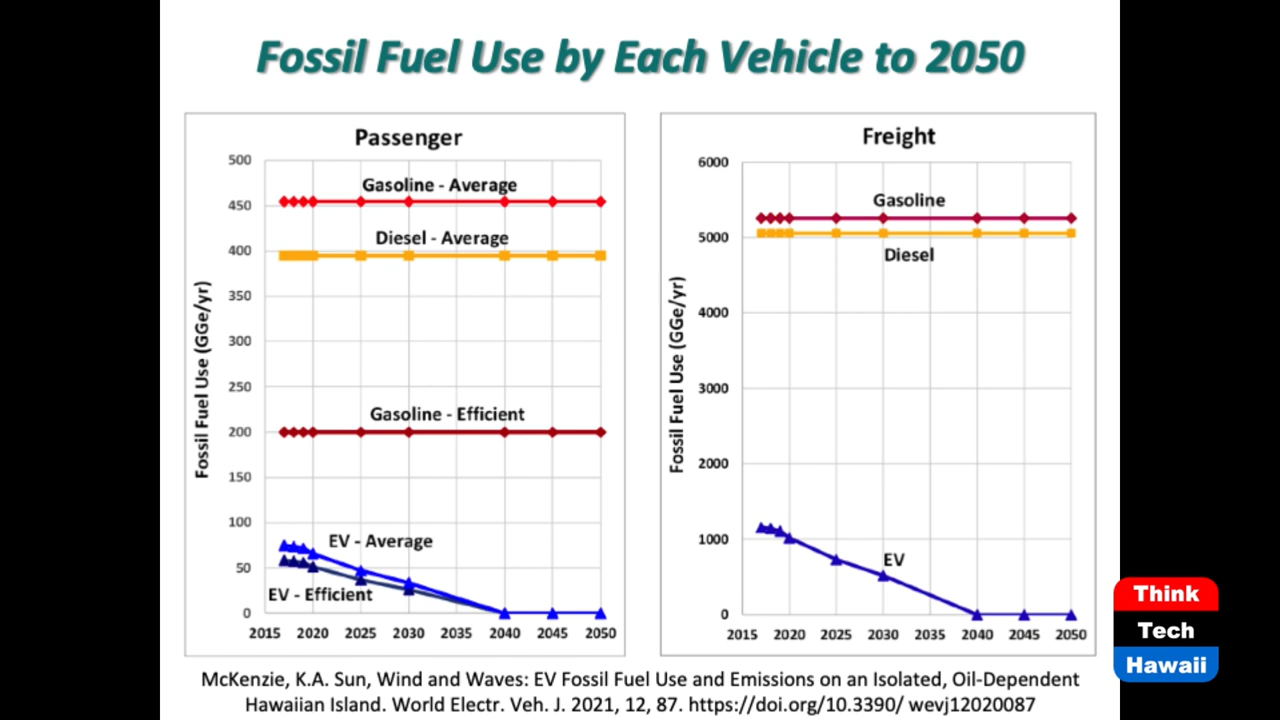 Fossil Fuel Use by Each Vehicle to 2050
Passenger
500
450
400
350
300
250
200
150
100
50
0
Fossil Fuel Use (GGe/yr)
Gasoline - Average
Diesel - Average
Gasoline - Efficient
EV - Average
EV - Efficient
2015 2020 2025 2030 2035 2040 2045 2050
Freight
6000
5000
4000
3000
2000
1000
0
Fossil Fuel Use (GGe/yr)
Gasoline
Diesel
EV
2015 2020 2025 2030 2035 2040 2045 2050
Think
Tech
Hawaii
McKenzie, K.A. Sun, Wind and Waves: EV Fossil Fuel Use and Emissions on an Isolated, Oil-Dependent
Hawaiian Island. World Electr. Veh. J. 2021, 12, 87. https://doi.org/10.3390/ wevj12020087